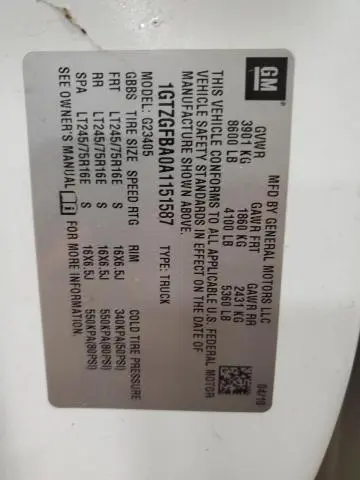 GM
MFD BY GENERAL MOTORS LLC
04/10
GVWR GAWR FRT GAWR RR
3901 KG 1860 KG 2431 KG
8600 LB 4100 LB 5360 LB
THIS VEHICLE CONFORMS TO ALL APPLICABLE U.S. FEDERAL MOTOR
VEHICLE SAFETY STANDARDS IN EFFECT ON THE DATE OF
MANUFACTURE SHOWN ABOVE.
1GTZGFBA0A1151587 TYPE: TRUCK
MODEL: G23405
GBBS TIRE SIZE SPEED RTG RIM COLD TIRE PRESSURE
FRT LT245/75R16E S 16X6.5J 340KPA(50PSI)
RR LT245/75R16E S 16X6.5J 550KPA(80PSI)
SPA LT245/75R16E S 16X6.5J 550KPA(80PSI)
SEE OWNER'S MANUAL FOR MORE INFORMATION.